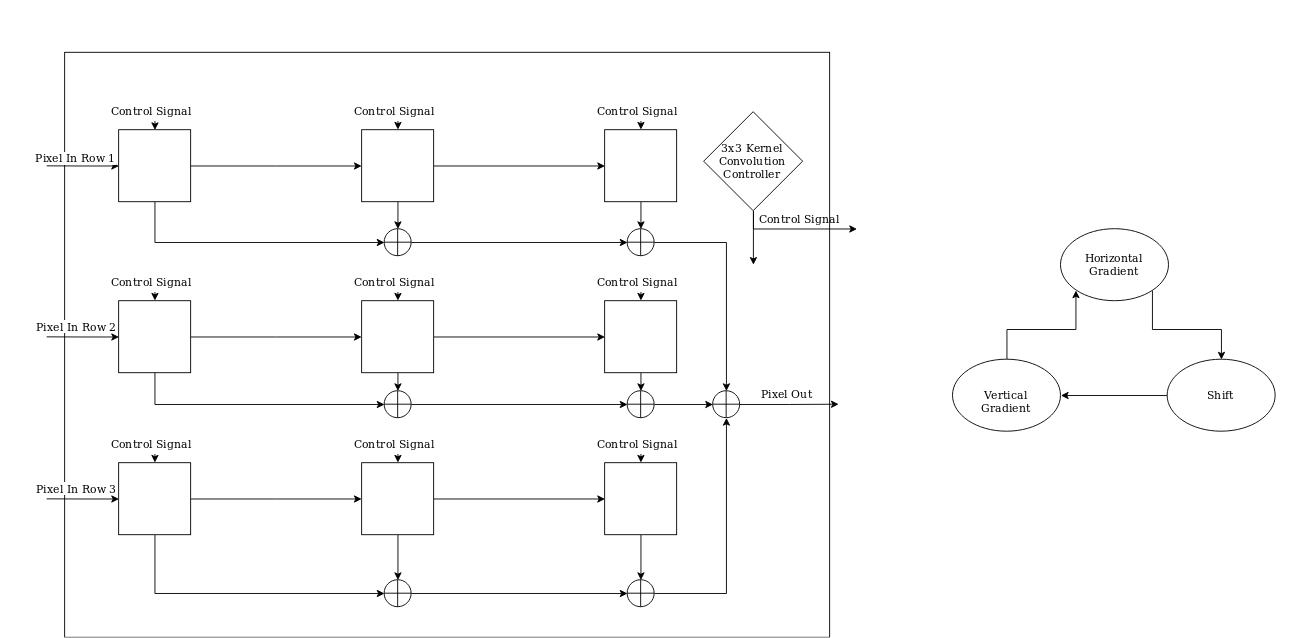 Control Signal
Control Signal
Control Signal
Pixel In Row 1
3x3 Kernel
Convolution
Controller
Control Signal
Horizontal
Gradient
Control Signal
Control Signal
Control Signal
Pixel In Row 2
Pixel Out
Vertical
Gradient
Shift
Control Signal
Control Signal
Control Signal
Pixel In Row 3